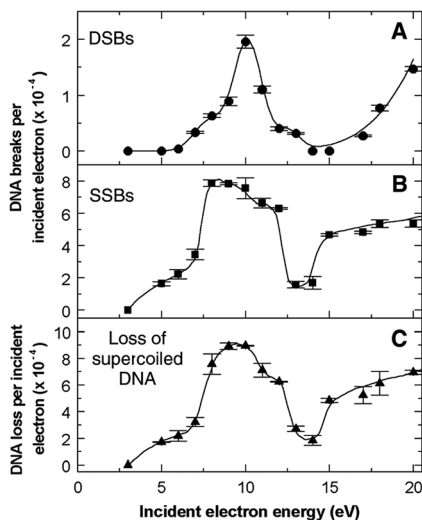 DSBs
A
2
1
0
DNA breaks per
incident electron (x 10⁻⁴)
SSBs
B
8
6
4
2
0
Loss of
supercoiled
DNA
C
10
8
6
4
2
0
DNA loss per incident
electron (x 10⁻⁴)
0 5 10 15 20
Incident electron energy (eV)